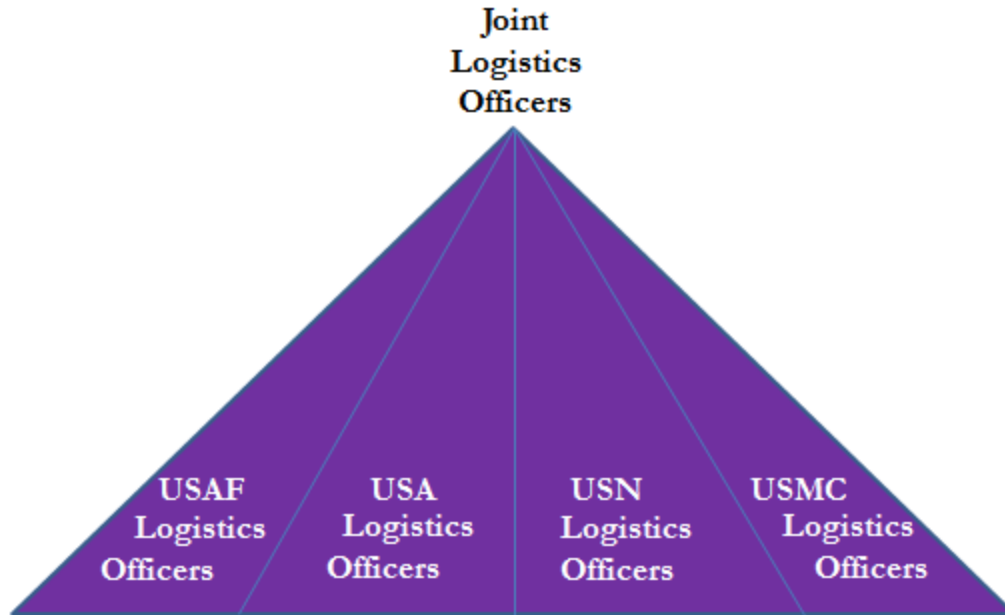 Joint
Logistics
Officers
USAF
Logistics
Officers
USA
Logistics
Officers
USN
Logistics
Officers
USMC
Logistics
Officers